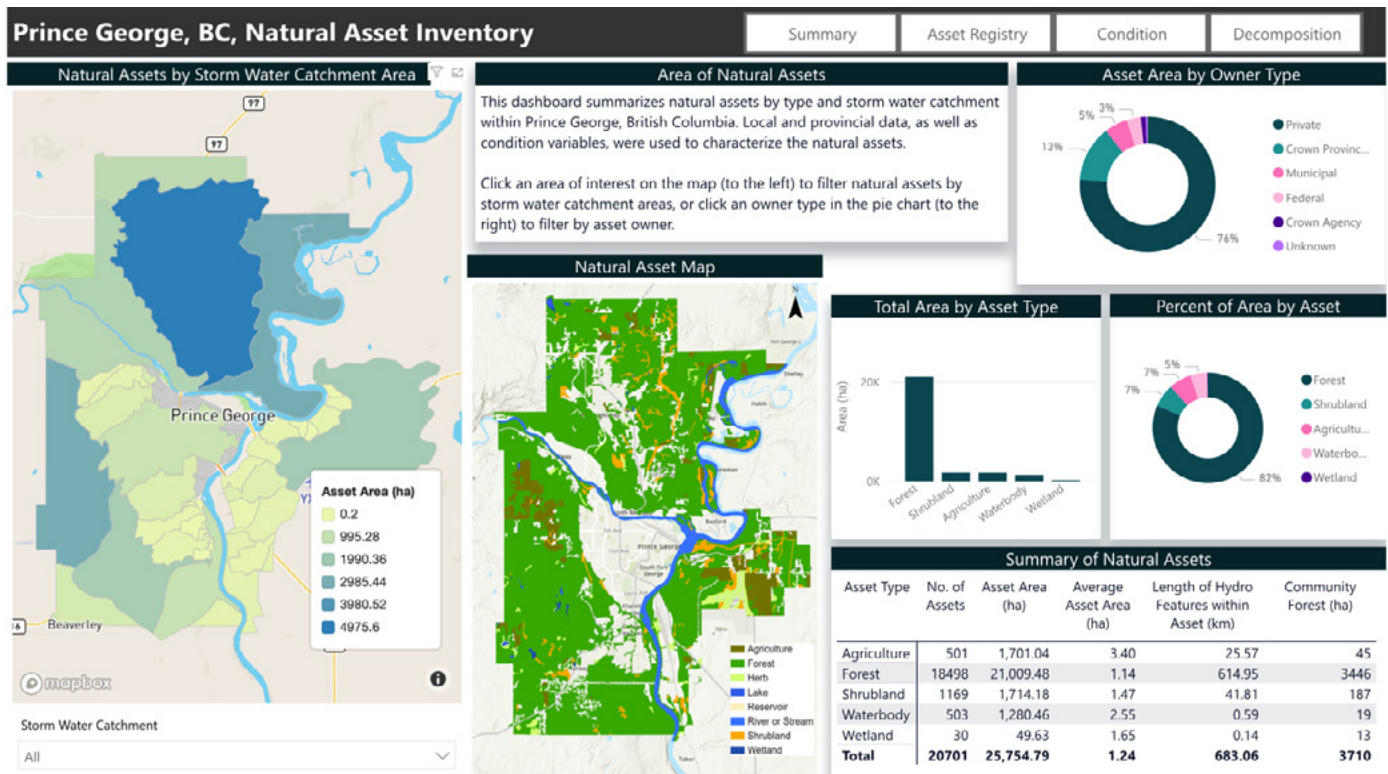 Prince George, BC, Natural Asset Inventory
Summary
Asset Registry
Condition
Decomposition
Natural Assets by Storm Water Catchment Area
97
97
Prince George
Beaverley
Asset Area (ha)
0.2
995.28
1990.36
2985.44
3980.52
4975.6
mapbox
Storm Water Catchment
All
Area of Natural Assets
This dashboard summarizes natural assets by type and storm water catchment
within Prince George, British Columbia. Local and provincial data, as well as
condition variables, were used to characterize the natural assets.
Click an area of interest on the map (to the left) to filter natural assets by
storm water catchment areas, or click an owner type in the pie chart (to the
right) to filter by asset owner.
Natural Asset Map
N
Shelley
Prince George
South Fort
George
Agriculture
Forest
Herb
Lake
Reservoir
River or Stream
Shrubland
Wetland
Asset Area by Owner Type
3%
5%
13%
76%
Private
Crown Provinc...
Municipal
Federal
Crown Agency
Unknown
Total Area by Asset Type
Area (ha)
20K
0K
Forest
Shrubland
Agriculture
Waterbody
Wetland
Percent of Area by Asset
5%
7%
7%
82%
Forest
Shrubland
Agricultu...
Waterbo...
Wetland
Summary of Natural Assets
Asset Type No. of Assets Asset Area (ha) Average Asset Area (ha) Length of Hydro Features within Asset (km) Community Forest (ha)
Agriculture 501 1,701.04 3.40 25.57 45
Forest 18498 21,009.48 1.14 614.95 3446
Shrubland 1169 1,714.18 1.47 41.81 187
Waterbody 503 1,280.46 2.55 0.59 19
Wetland 30 49.63 1.65 0.14 13
Total 20701 25,754.79 1.24 683.06 3710